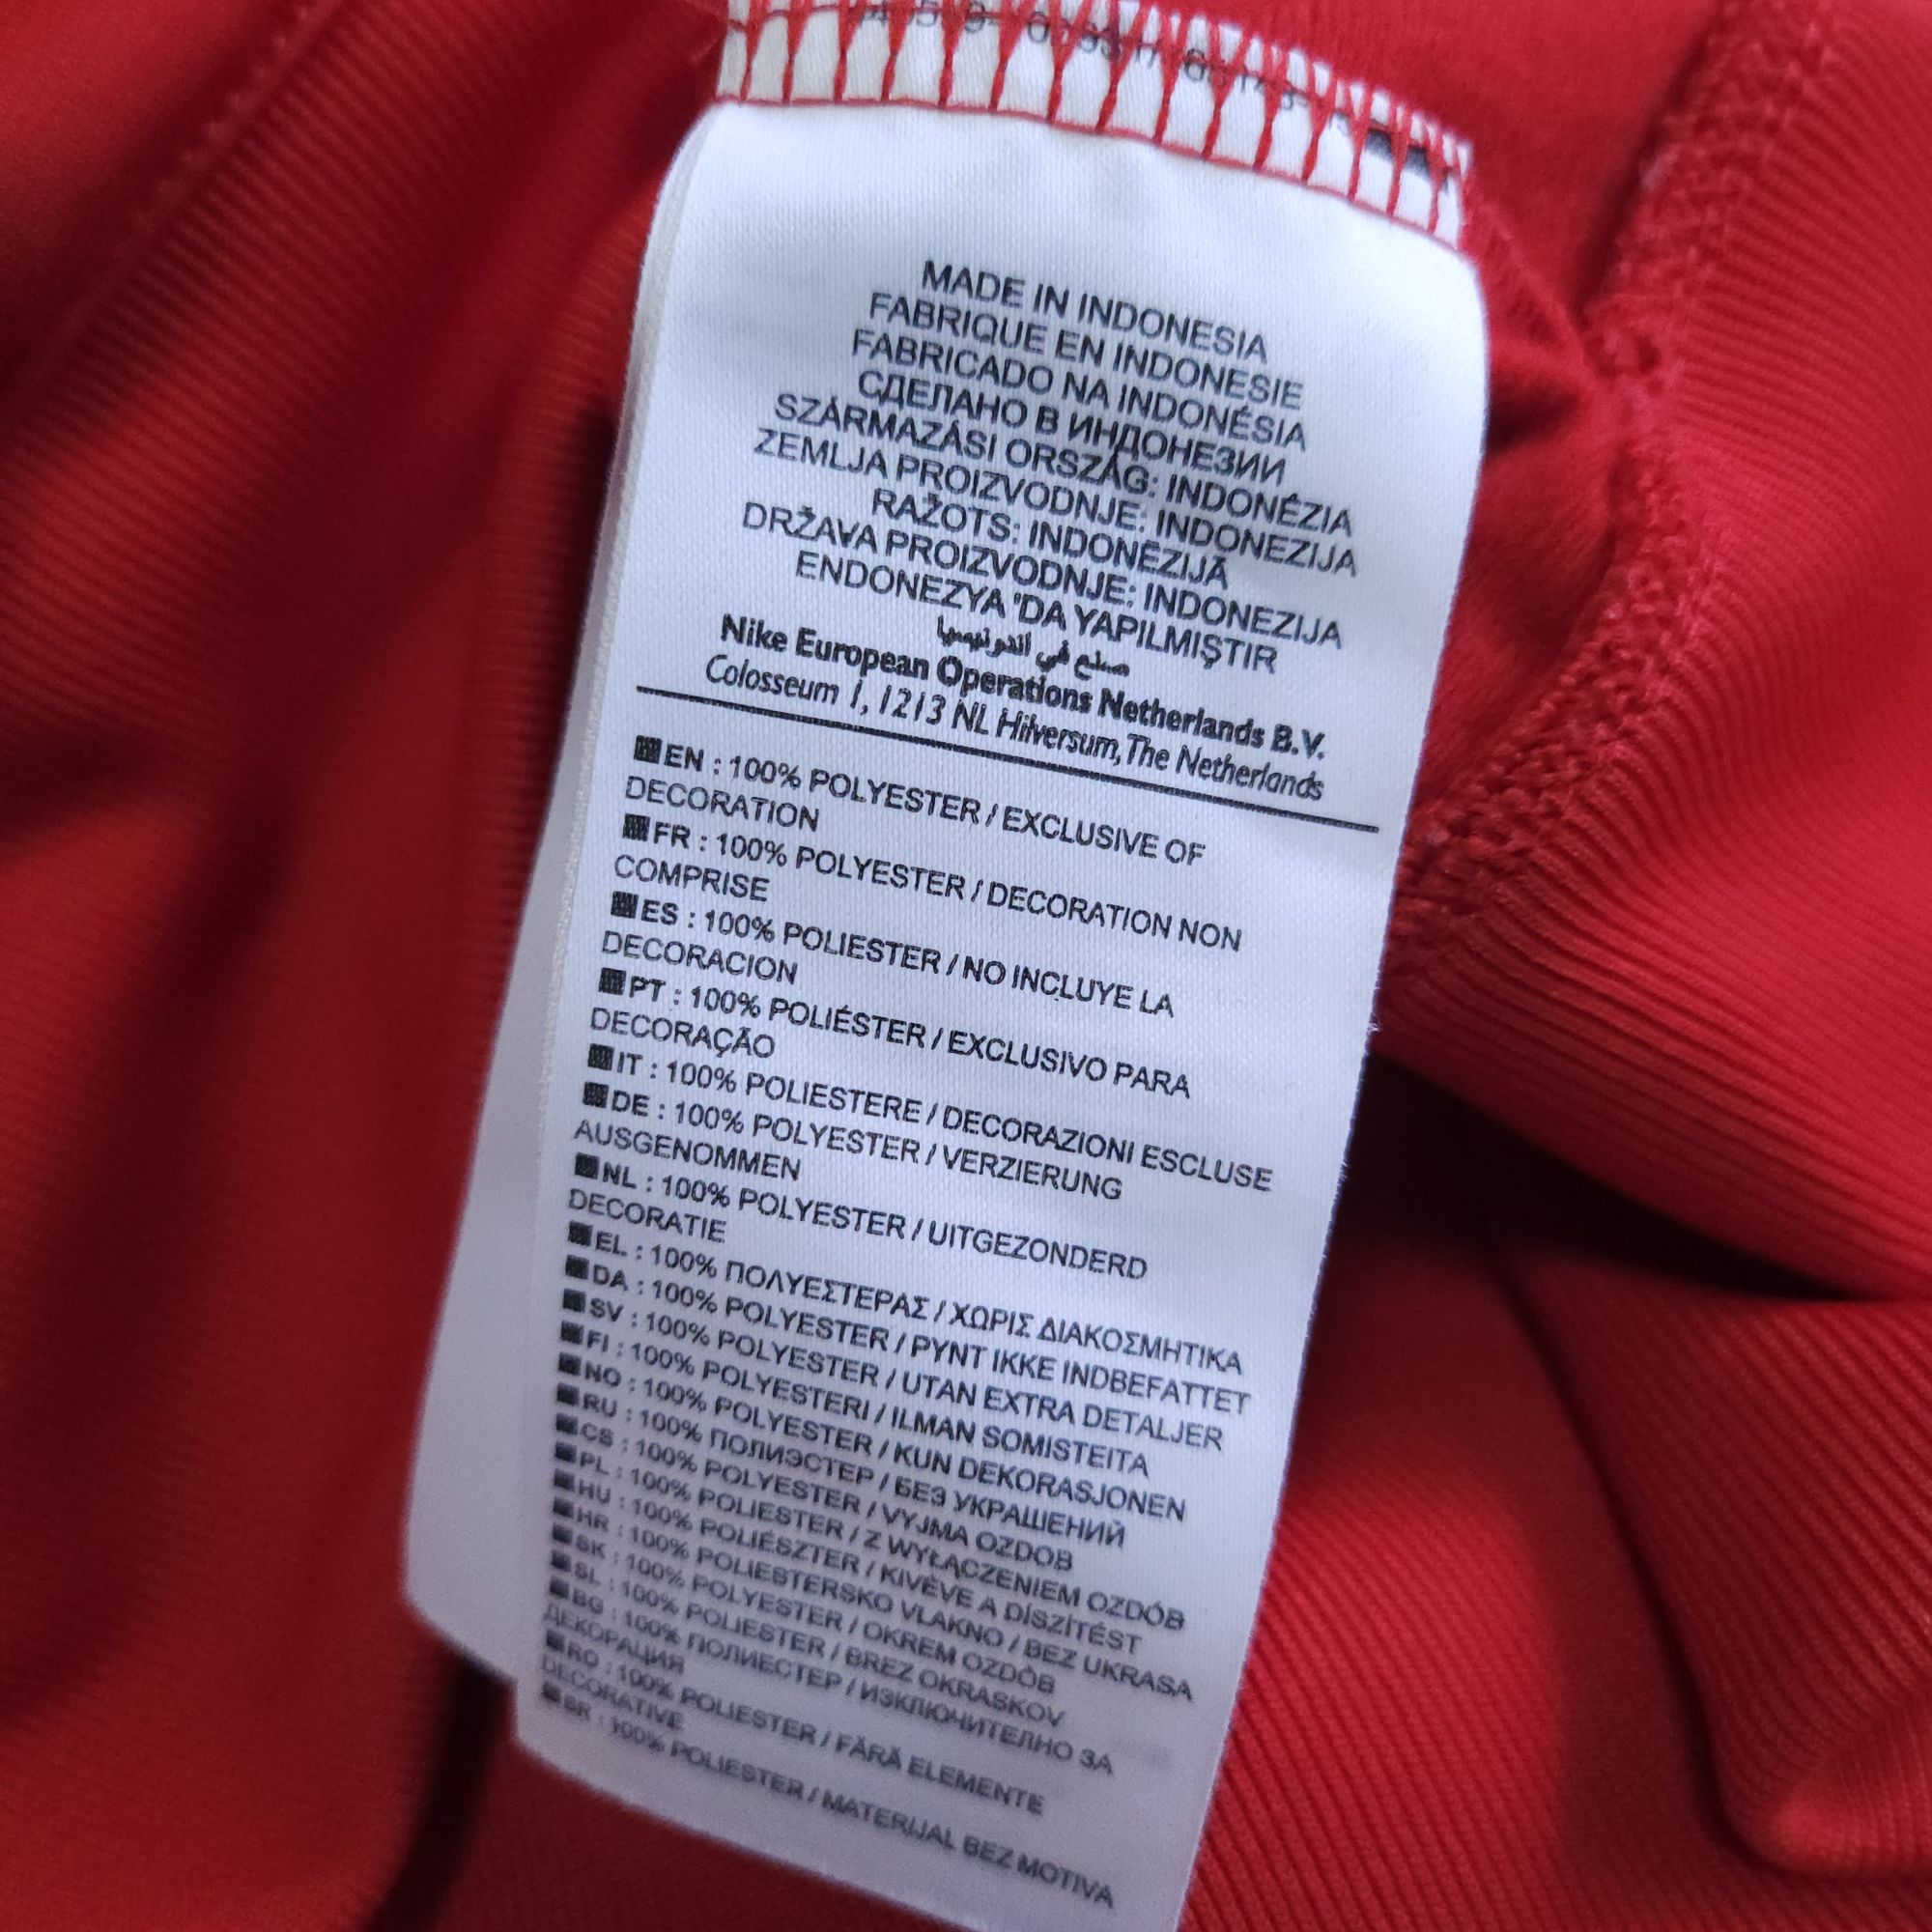 MADE IN INDONESIA
FABRIQUE EN INDONESIE
FABRICADO NA INDONÉSIA
СДЕЛАНО В ИНДОНЕЗИИ
SZÁRMAZÁSI ORSZÁG: INDONÉZIA
ZEMLJA PROIZVODNJE: INDONEZIJA
RAŽOTS: INDONĒZIJĀ
DRŽAVA PROIZVODNJE: INDONEZIJA
ENDONEZYA 'DA YAPILMIŞTIR
صنع في اندونيسيا
Nike European Operations Netherlands B.V.
Colosseum 1, 1213 NL Hilversum, The Netherlands
EN : 100% POLYESTER / EXCLUSIVE OF
DECORATION
FR : 100% POLYESTER / DECORATION NON
COMPRISE
ES : 100% POLIESTER / NO INCLUYE LA
DECORACION
PT : 100% POLIÉSTER / EXCLUSIVO PARA
DECORAÇÃO
IT : 100% POLIESTERE / DECORAZIONI ESCLUSE
DE : 100% POLYESTER / VERZIERUNG
AUSGENOMMEN
NL : 100% POLYESTER / UITGEZONDERD
DECORATIE
EL : 100% ΠΟΛΥΕΣΤΕΡΑΣ / ΧΩΡΙΣ ΔΙΑΚΟΣΜΗΤΙΚΑ
DA : 100% POLYESTER / PYNT IKKE INDBEFATTET
SV : 100% POLYESTER / UTAN EXTRA DETALJER
FI : 100% POLYESTERI / ILMAN SOMISTEITA
NO : 100% POLYESTER / KUN DEKORASJONEN
RU : 100% ПОЛИЭСТЕР / БЕЗ УКРАШЕНИЙ
CS : 100% POLYESTER / VYJMA OZDOB
PL : 100% POLIESTER / Z WYŁĄCZENIEM OZDÓB
HU : 100% POLIÉSZTER / KIVÉVE A DÍSZÍTÉST
HR : 100% POLIESTERSKO VLAKNO / BEZ UKRASA
SK : 100% POLYESTER / OKREM OZDÔB
SL : 100% POLIESTER / BREZ OKRASKOV
BG : 100% ПОЛИЕСТЕР / ИЗКЛЮЧИТЕЛНО ЗА
ДЕКОРАЦИЯ
RO : 100% POLIESTER / FĂRĂ ELEMENTE
DECORATIVE
SR : 100% POLIESTER / MATERIJAL BEZ MOTIVA